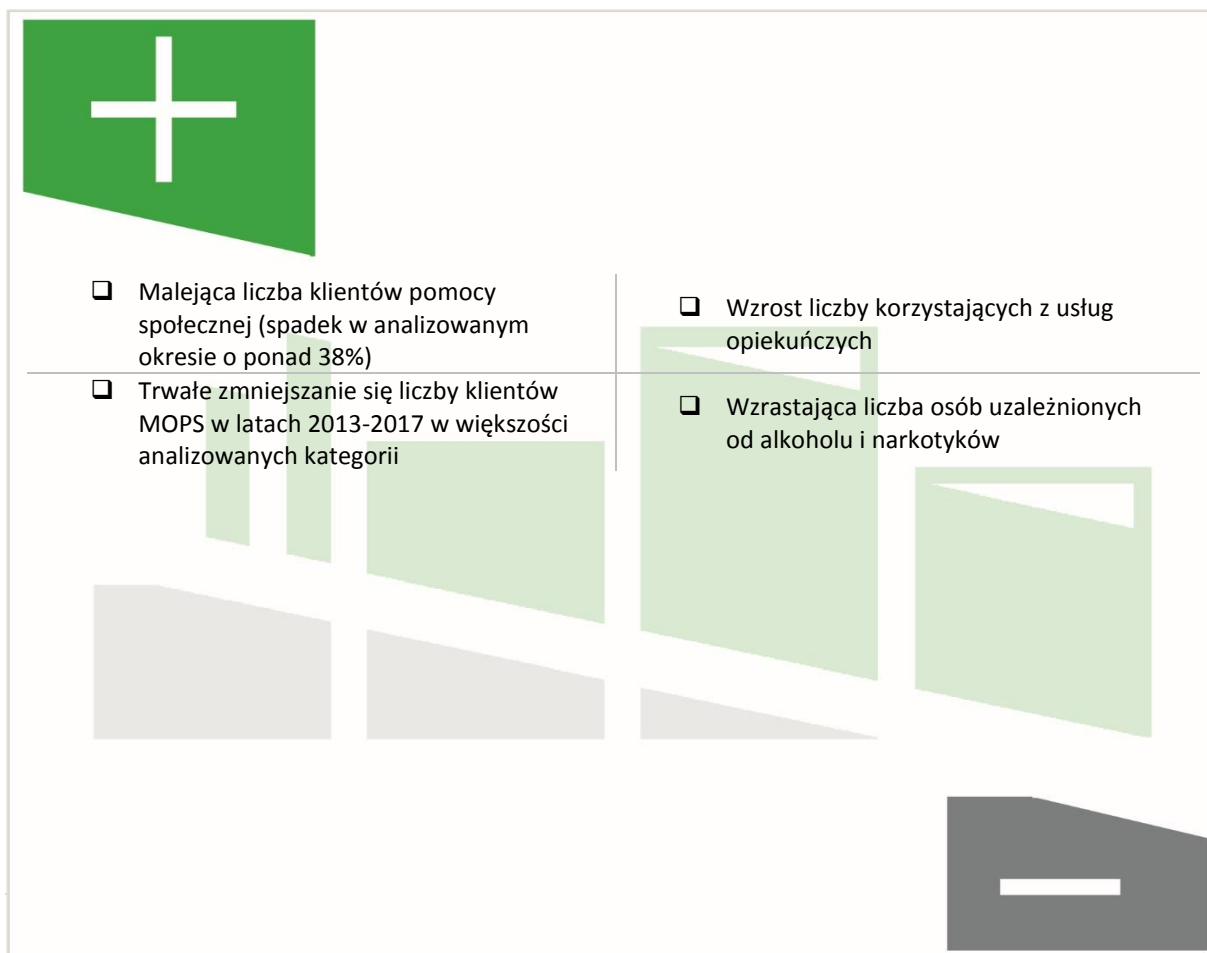 ❑ Malejąca liczba klientów pomocy
społecznej (spadek w analizowanym
okresie o ponad 38%)
❑ Wzrost liczby korzystających z usług
opiekuńczych
❑ Trwałe zmniejszanie się liczby klientów
MOPS w latach 2013-2017 w większości
analizowanych kategorii
❑ Wzrastająca liczba osób uzależnionych
od alkoholu i narkotyków